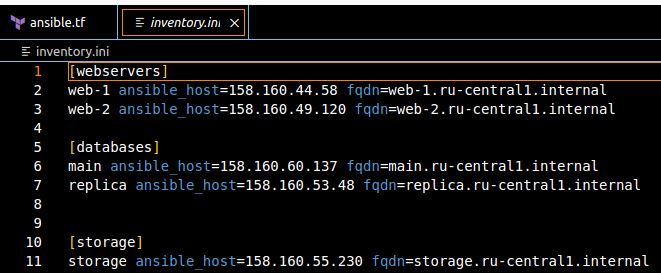 ansible.tf
inventory.ini
inventory.ini
1 [webservers]
2 web-1 ansible_host=158.160.44.58 fqdn=web-1.ru-central1.internal
3 web-2 ansible_host=158.160.49.120 fqdn=web-2.ru-central1.internal
4
5 [databases]
6 main ansible_host=158.160.60.137 fqdn=main.ru-central1.internal
7 replica ansible_host=158.160.53.48 fqdn=replica.ru-central1.internal
8
9
10 [storage]
11 storage ansible_host=158.160.55.230 fqdn=storage.ru-central1.internal